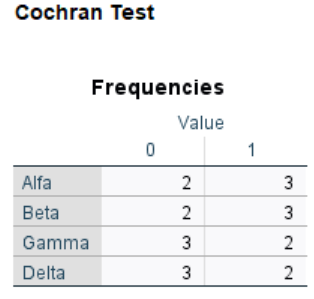 Cochran Test
Frequencies
Value
0 1
Alfa 2 3
Beta 2 3
Gamma 3 2
Delta 3 2